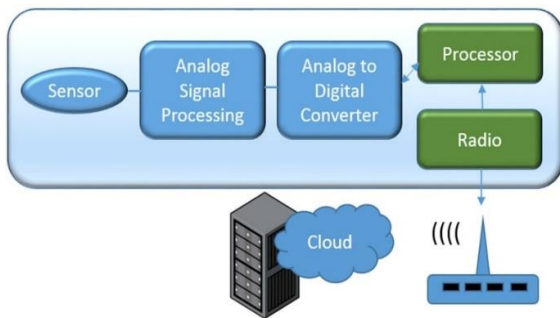 Sensor
Analog
Signal
Processing
Analog to
Digital
Converter
Processor
Radio
Cloud